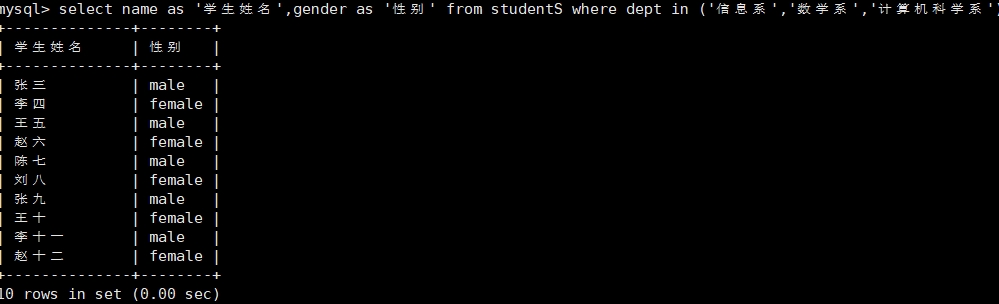 mysql> select name as '学生姓名',gender as '性别' from studentS where dept in ('信息系','数学系','计算机科学系')
+--------------+--------+
| 学生姓名 | 性别 |
+--------------+--------+
| 张三 | male |
| 李四 | female |
| 王五 | male |
| 赵六 | female |
| 陈七 | male |
| 刘八 | female |
| 张九 | male |
| 王十 | female |
| 李十一 | male |
| 赵十二 | female |
+--------------+--------+
10 rows in set (0.00 sec)